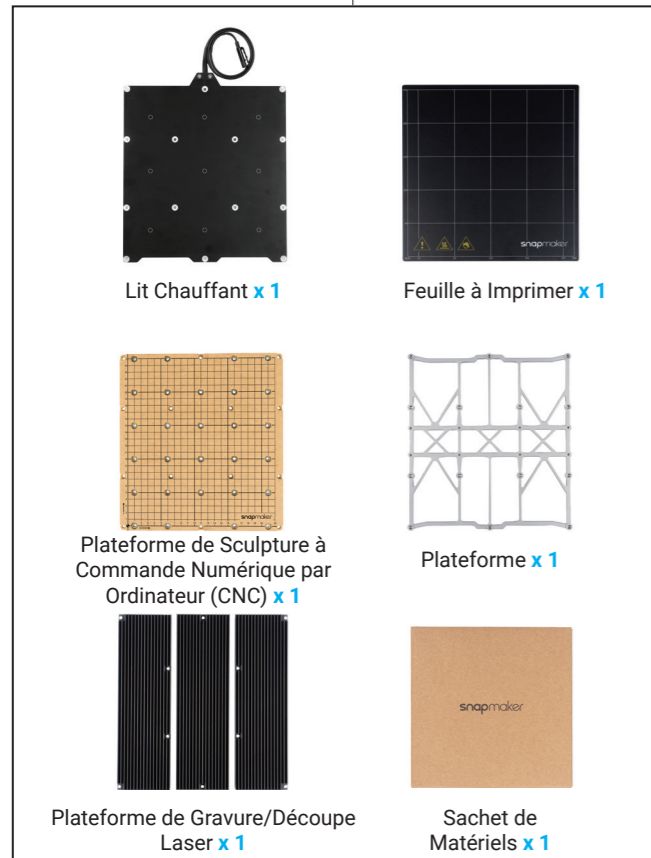 Lit Chauffant x 1
snapmaker
Feuille à Imprimer x 1
snapmaker
Plateforme de Sculpture à
Commande Numérique par
Ordinateur (CNC) x 1
Plateforme x 1
Plateforme de Gravure/Découpe
Laser x 1
snapmaker
Sachet de
Matériels x 1